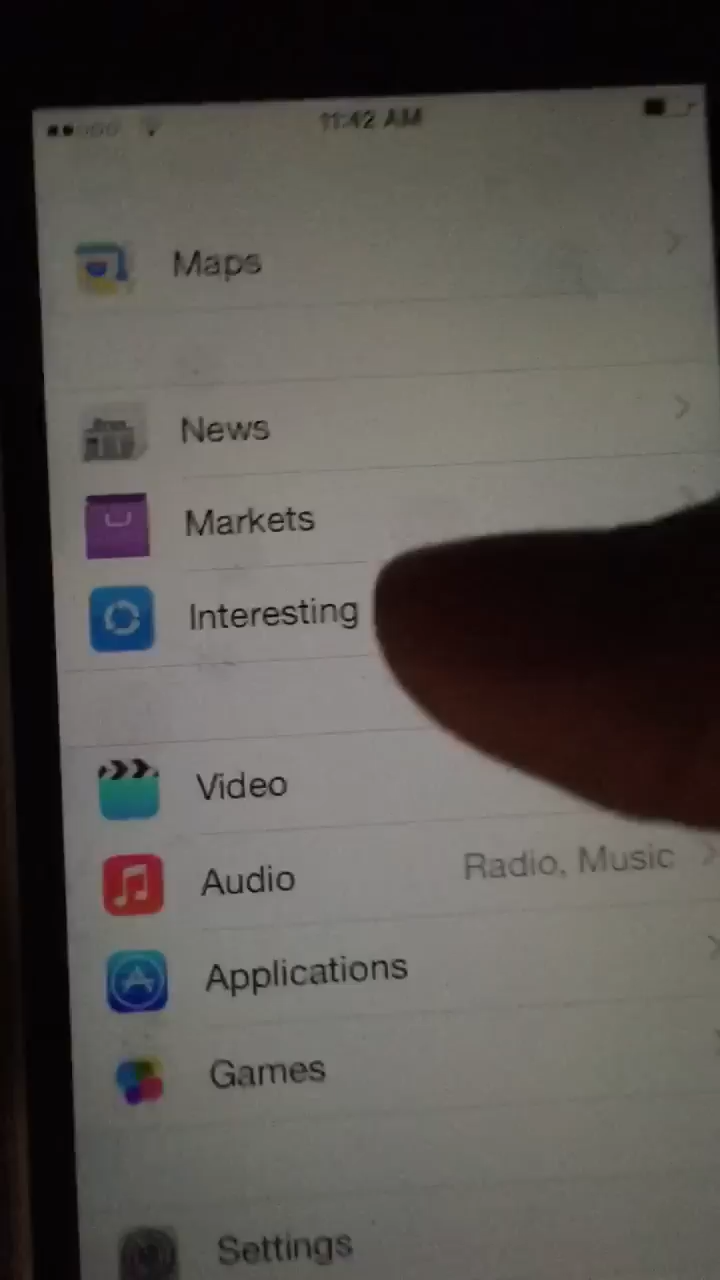 11:42 AM
Maps
News
Markets
Interesting
Video
Audio Radio, Music
Applications
Games
Settings